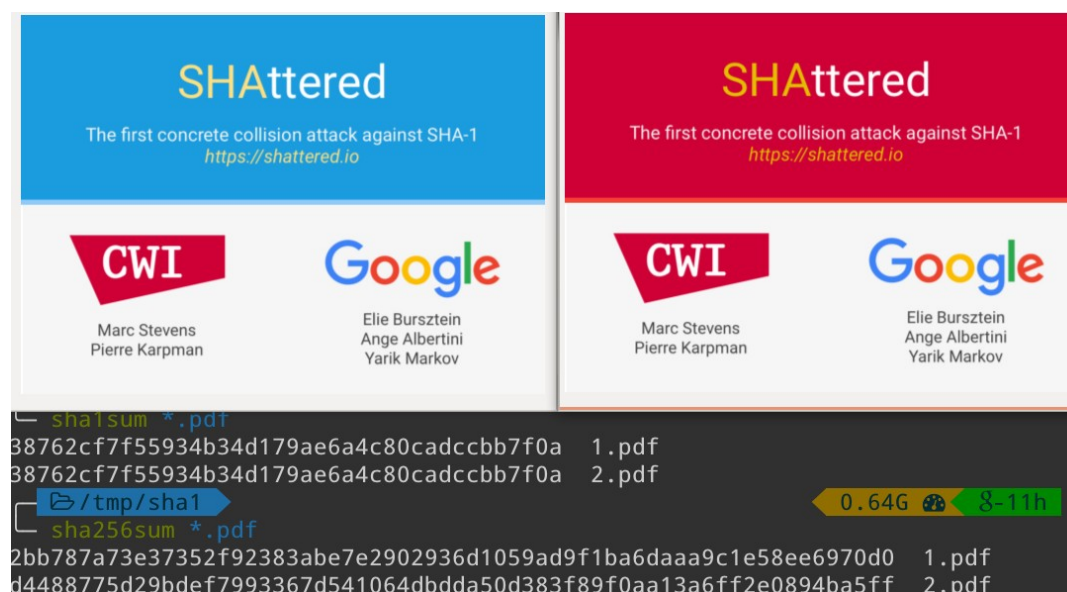 SHAttered
The first concrete collision attack against SHA-1
https://shattered.io
CWI
Marc Stevens
Pierre Karpman
Google
Elie Bursztein
Ange Albertini
Yarik Markov
SHAttered
The first concrete collision attack against SHA-1
https://shattered.io
CWI
Marc Stevens
Pierre Karpman
Google
Elie Bursztein
Ange Albertini
Yarik Markov
sha1sum *.pdf
38762cf7f55934b34d179ae6a4c80cadccbb7f0a 1.pdf
38762cf7f55934b34d179ae6a4c80cadccbb7f0a 2.pdf
/tmp/sha1 0.64G 8-11h
sha256sum *.pdf
2bb787a73e37352f92383abe7e2902936d1059ad9f1ba6daaa9c1e58ee6970d0 1.pdf
d4488775d29bdef7993367d541064dbdda50d383f89f0aa13a6ff2e0894ba5ff 2.pdf